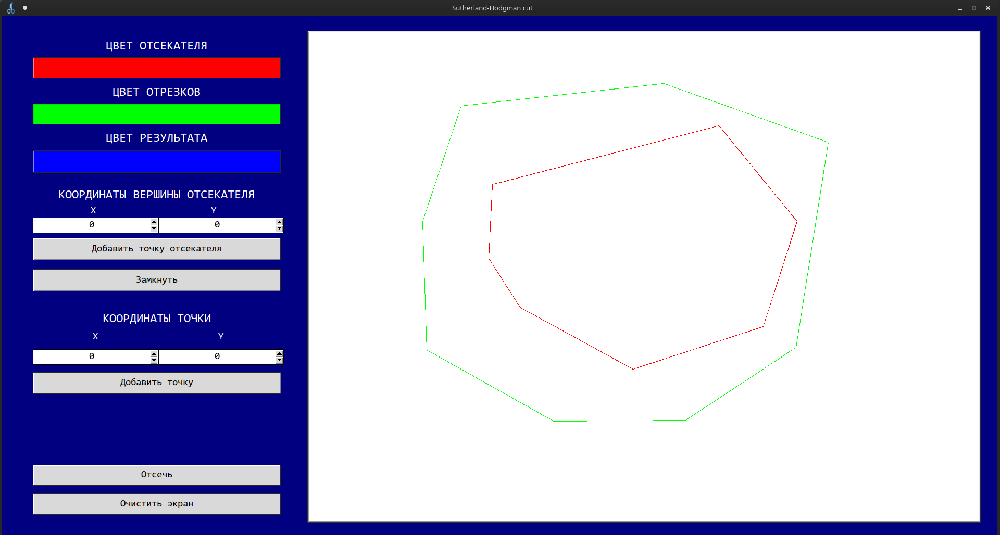 Sutherland-Hodgman cut
ЦВЕТ ОТСЕКАТЕЛЯ
ЦВЕТ ОТРЕЗКОВ
ЦВЕТ РЕЗУЛЬТАТА
КООРДИНАТЫ ВЕРШИНЫ ОТСЕКАТЕЛЯ
X Y
0 0
Добавить точку отсекателя
Замкнуть
КООРДИНАТЫ ТОЧКИ
X Y
0 0
Добавить точку
Отсечь
Очистить экран